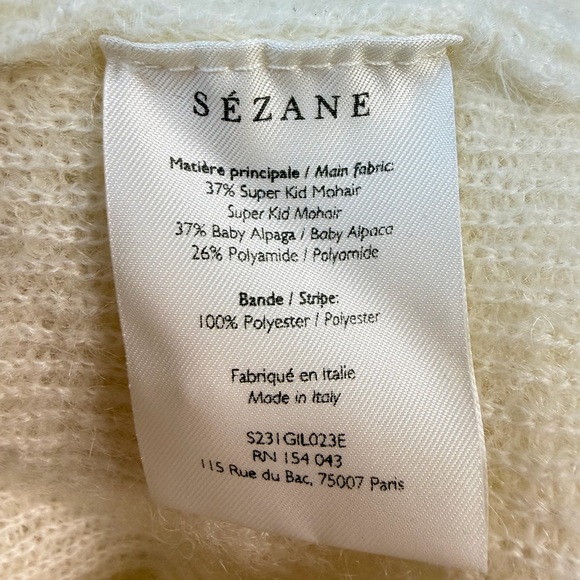 SÉZANE
Matière principale / Main fabric:
37% Super Kid Mohair
Super Kid Mohair
37% Baby Alpaga / Baby Alpaca
26% Polyamide / Polyamide
Bande / Stripe:
100% Polyester / Polyester
Fabriqué en italie
Made in Italy
S231GIL023E
RN 154 043
115 Rue du Bac, 75007 Paris